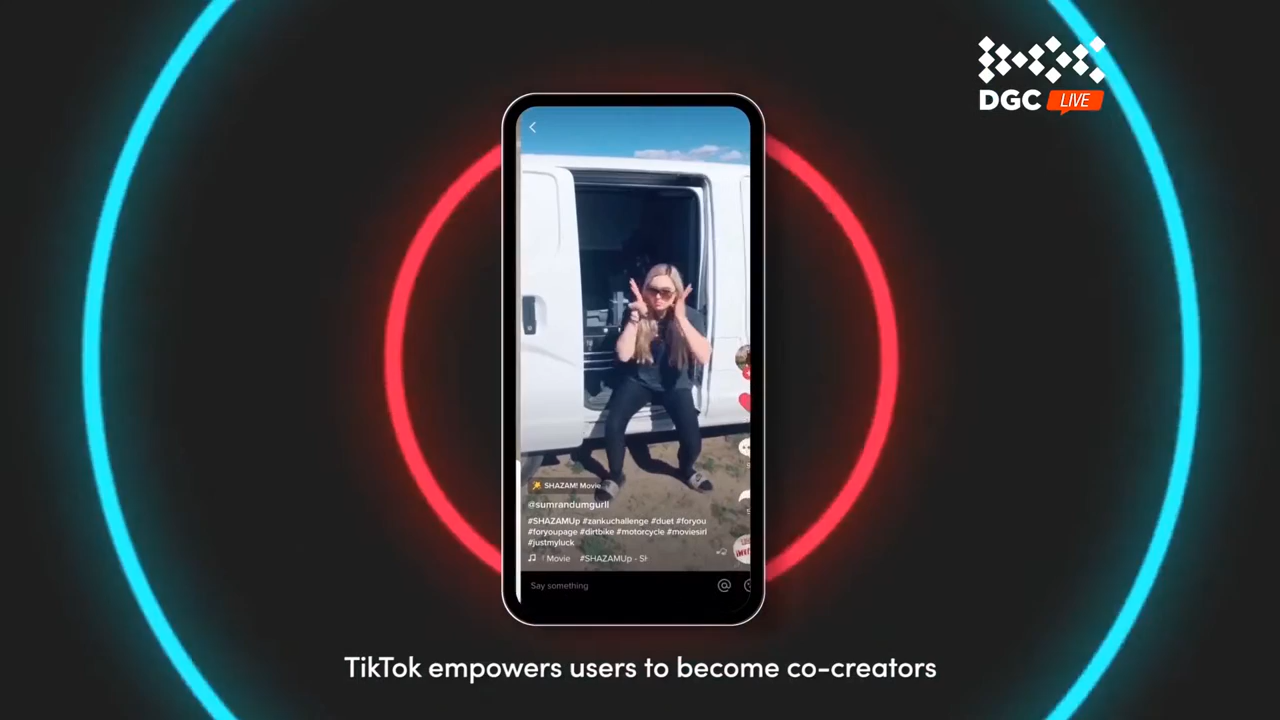 DGC LIVE
SHAZAM! Movie
@sumrandumgurll
#SHAZAMUp #zankuchallenge #duet #foryou
#foryoupage #dirtbike #motorcycle #moviesirl
#justmyluck
! Movie #SHAZAMUp - SH
Say something
TikTok empowers users to become co-creators